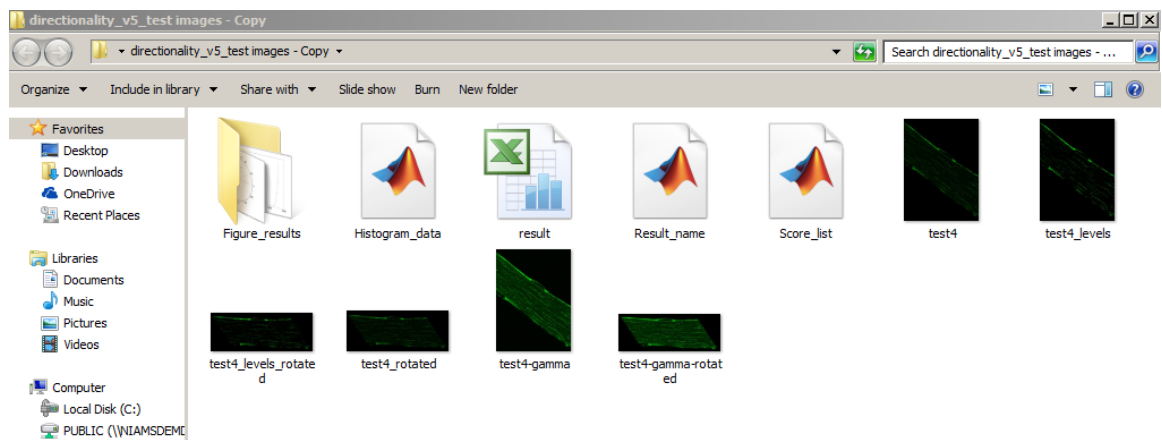 directionality_v5_test images - Copy
directionality_v5_test images - Copy
Search directionality_v5_test images - ...
Organize Include in library Share with Slide show Burn New folder
Favorites
Desktop
Downloads
OneDrive
Recent Places
Libraries
Documents
Music
Pictures
Videos
Computer
Local Disk (C:)
PUBLIC (\\NIAMSDEMD
Figure_results
Histogram_data
result
Result_name
Score_list
test4
test4_levels
test4_levels_rotate
d
test4_rotated
test4-gamma
test4-gamma-rotat
ed